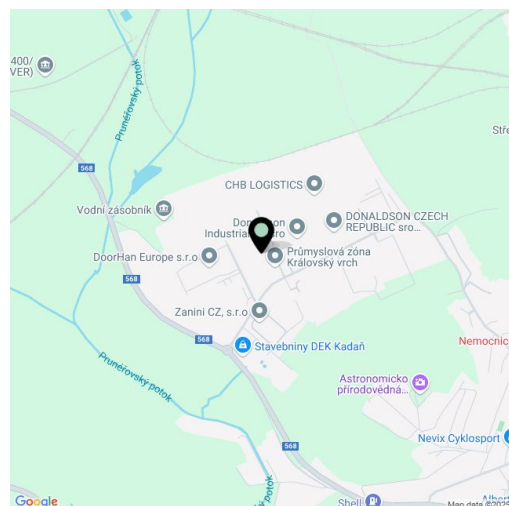 400/
VER)
Prunéřovský potok
568
Stře
CHB LOGISTICS
Vodní zásobník
Industrial
sro
DONALDSON CZECH
REPUBLIC sro...
DoorHan Europe s.r.o
Průmyslová zóna
Královský vrch
568
Zanini CZ, s.r.o
568
Stavebniny DEK Kadaň
Nemocnic
Prunéřovský potok
Astronomicko
přírodovědná...
Nevix Cyklosport
568
Shell
Albert
Google
Map data ©2025